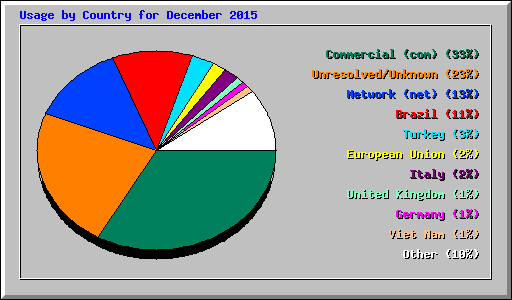 Usage by Country for December 2015
Commercial (com) (33%)
Unresolved/Unknown (23%)
Network (net) (13%)
Brazil (11%)
Turkey (3%)
European Union (2%)
Italy (2%)
United Kingdom (1%)
Germany (1%)
Viet Nam (1%)
Other (10%)